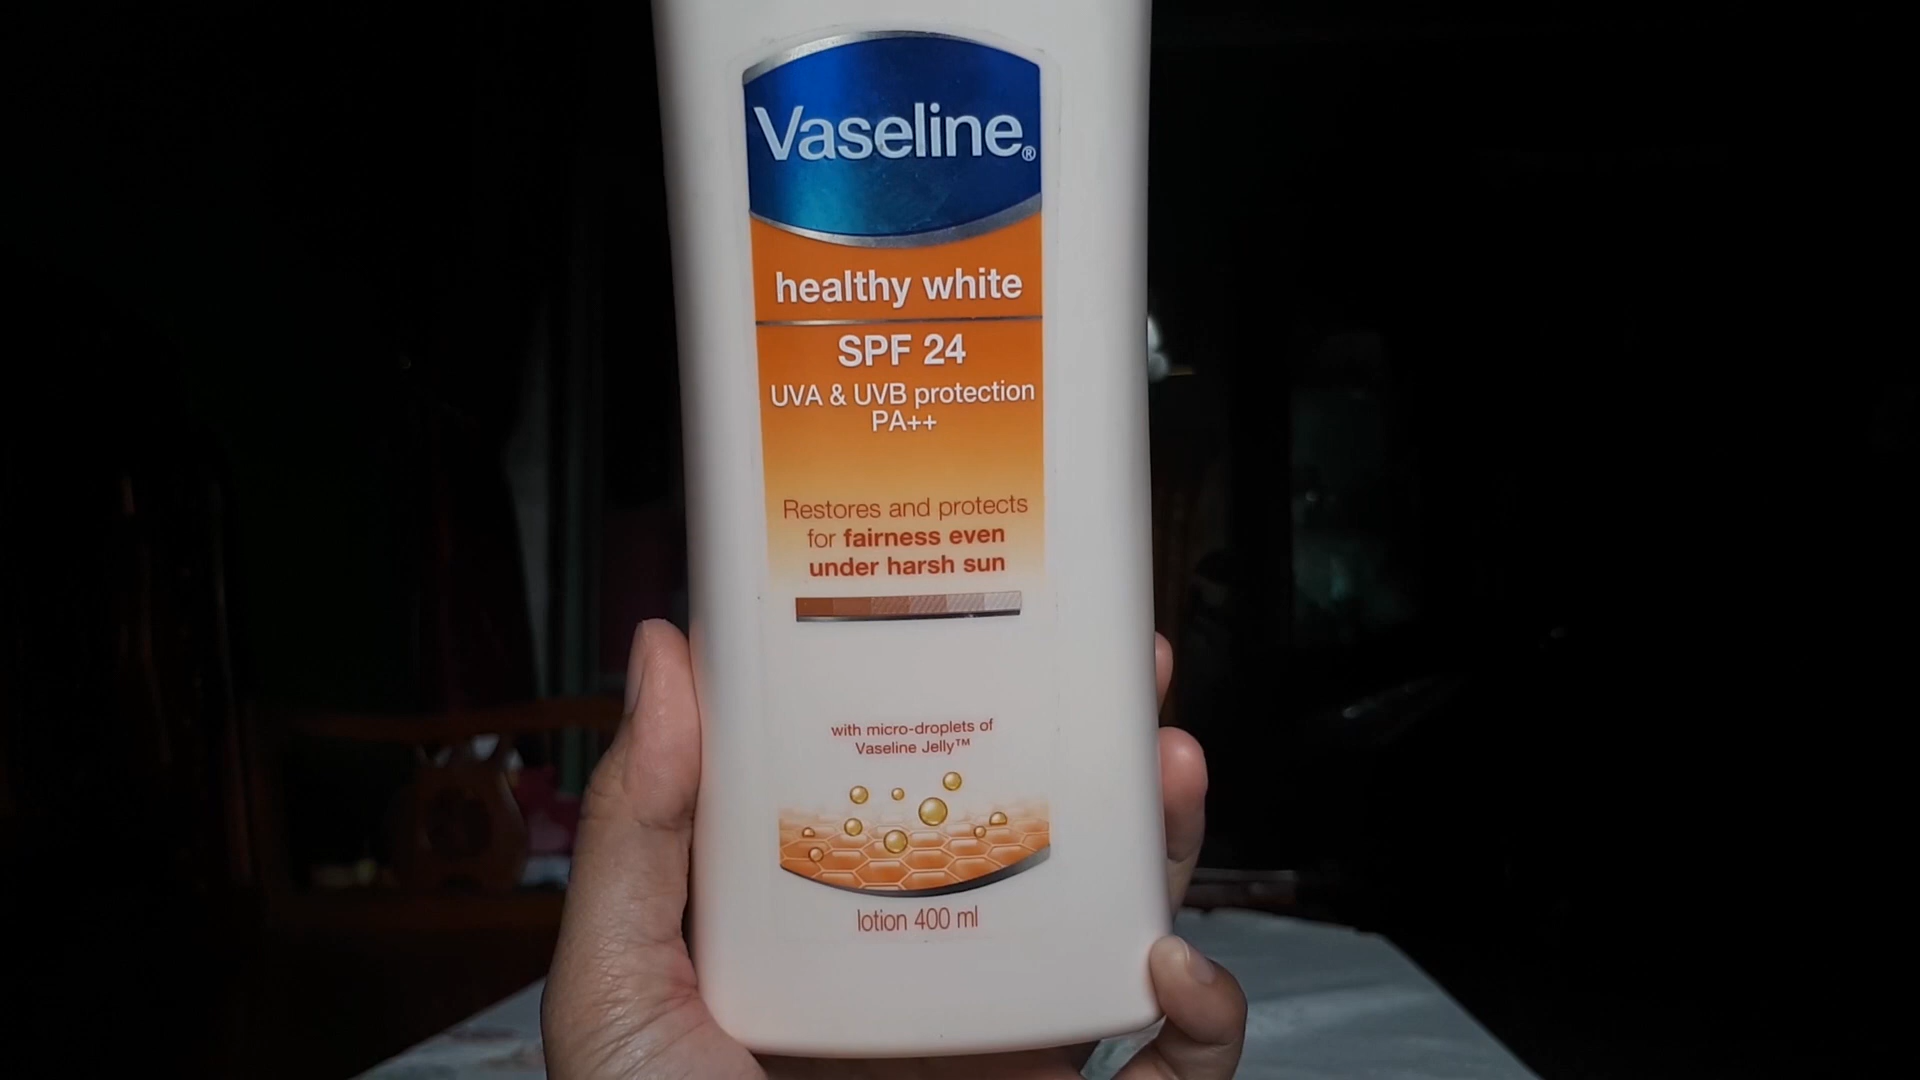 Vaseline®
healthy white
SPF 24
UVA & UVB protection
PA++
Restores and protects
for fairness even
under harsh sun
with micro-droplets of
Vaseline Jelly™
lotion 400 ml